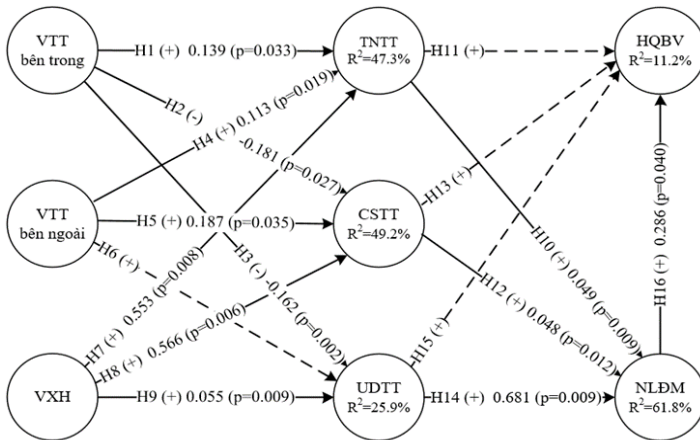 VTT
bên trong
H1 (+) 0.139 (p=0.033)
TNTT
R²=47.3%
H11 (+)
HQBV
R²=11.2%
H2 (-) -0.181 (p=0.027)
H4 (+) 0.113 (p=0.019)
VTT
bên ngoài
H5 (+) 0.187 (p=0.035)
CSTT
R²=49.2%
H13 (+)
H16 (+) 0.286 (p=0.040)
H6 (+)
H3 (-) -0.162 (p=0.002)
H10 (+) 0.049 (p=0.009)
H12 (+) 0.048 (p=0.012)
H7 (+) 0.553 (p=0.008)
H8 (+) 0.566 (p=0.006)
H15 (+)
VXH
H9 (+) 0.055 (p=0.009)
UDTT
R²=25.9%
H14 (+) 0.681 (p=0.009)
NLĐM
R²=61.8%